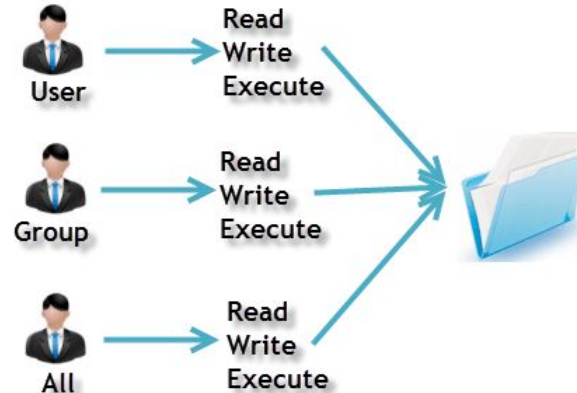 User
Read
Write
Execute
Group
Read
Write
Execute
All
Read
Write
Execute